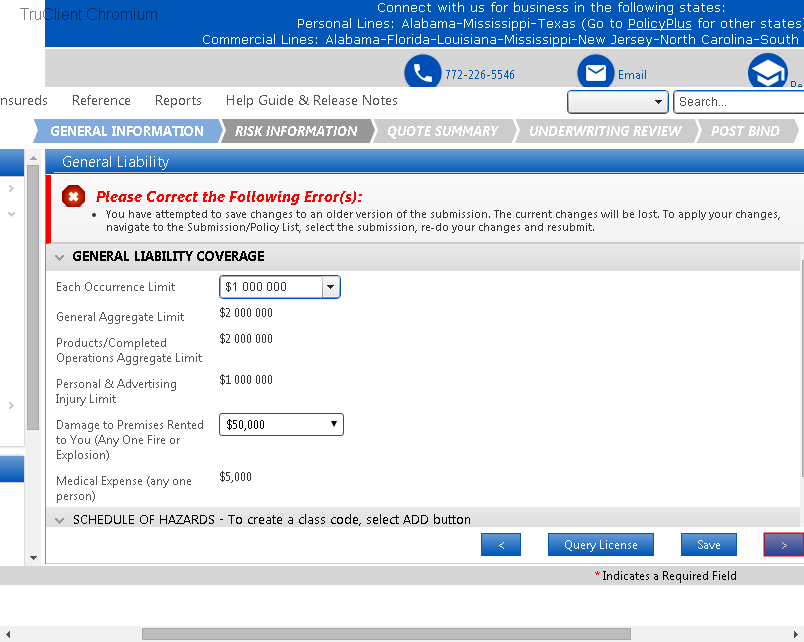 TruClient Chromium
Connect with us for business in the following states:
Personal Lines: Alabama-Mississippi-Texas (Go to PolicyPlus for other states
Commercial Lines: Alabama-Florida-Louisiana-Mississippi-New Jersey-North Carolina-South
772-226-5546
Email
nsureds Reference Reports Help Guide & Release Notes
Search...
GENERAL INFORMATION RISK INFORMATION QUOTE SUMMARY UNDERWRITING REVIEW POST BIND
General Liability
Please Correct the Following Error(s):
• You have attempted to save changes to an older version of the submission. The current changes will be lost. To apply your changes,
navigate to the Submission/Policy List, select the submission, re-do your changes and resubmit.
GENERAL LIABILITY COVERAGE
Each Occurrence Limit $1 000 000
General Aggregate Limit $2 000 000
Products/Completed $2 000 000
Operations Aggregate Limit
Personal & Advertising $1 000 000
Injury Limit
Damage to Premises Rented $50,000
to You (Any One Fire or
Explosion)
Medical Expense (any one $5,000
person)
SCHEDULE OF HAZARDS - To create a class code, select ADD button
< Query License Save >
* Indicates a Required Field